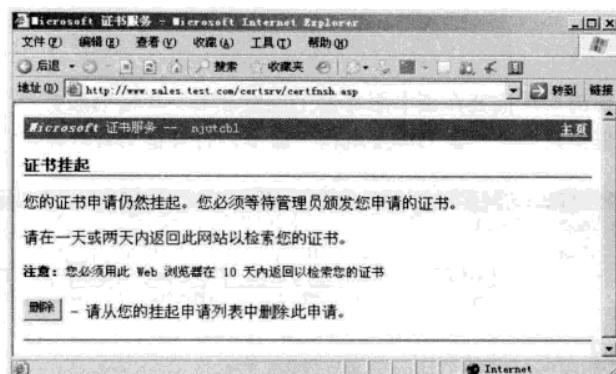 Microsoft 证书服务 - Microsoft Internet Explorer
文件(F) 编辑(E) 查看(V) 收藏(A) 工具(T) 帮助(H)
后退 搜索 收藏夹
地址(D) http://www.sales.test.com/certsrv/certfnsh.asp 转到 链接
Microsoft 证书服务 -- njutcbl 主页
证书挂起
您的证书申请仍然挂起。您必须等待管理员颁发您申请的证书。
请在一天或两天内返回此网站以检索您的证书。
注意: 您必须用此 Web 浏览器在 10 天内返回以检索您的证书
删除 - 请从您的挂起申请列表中删除此申请。
Internet